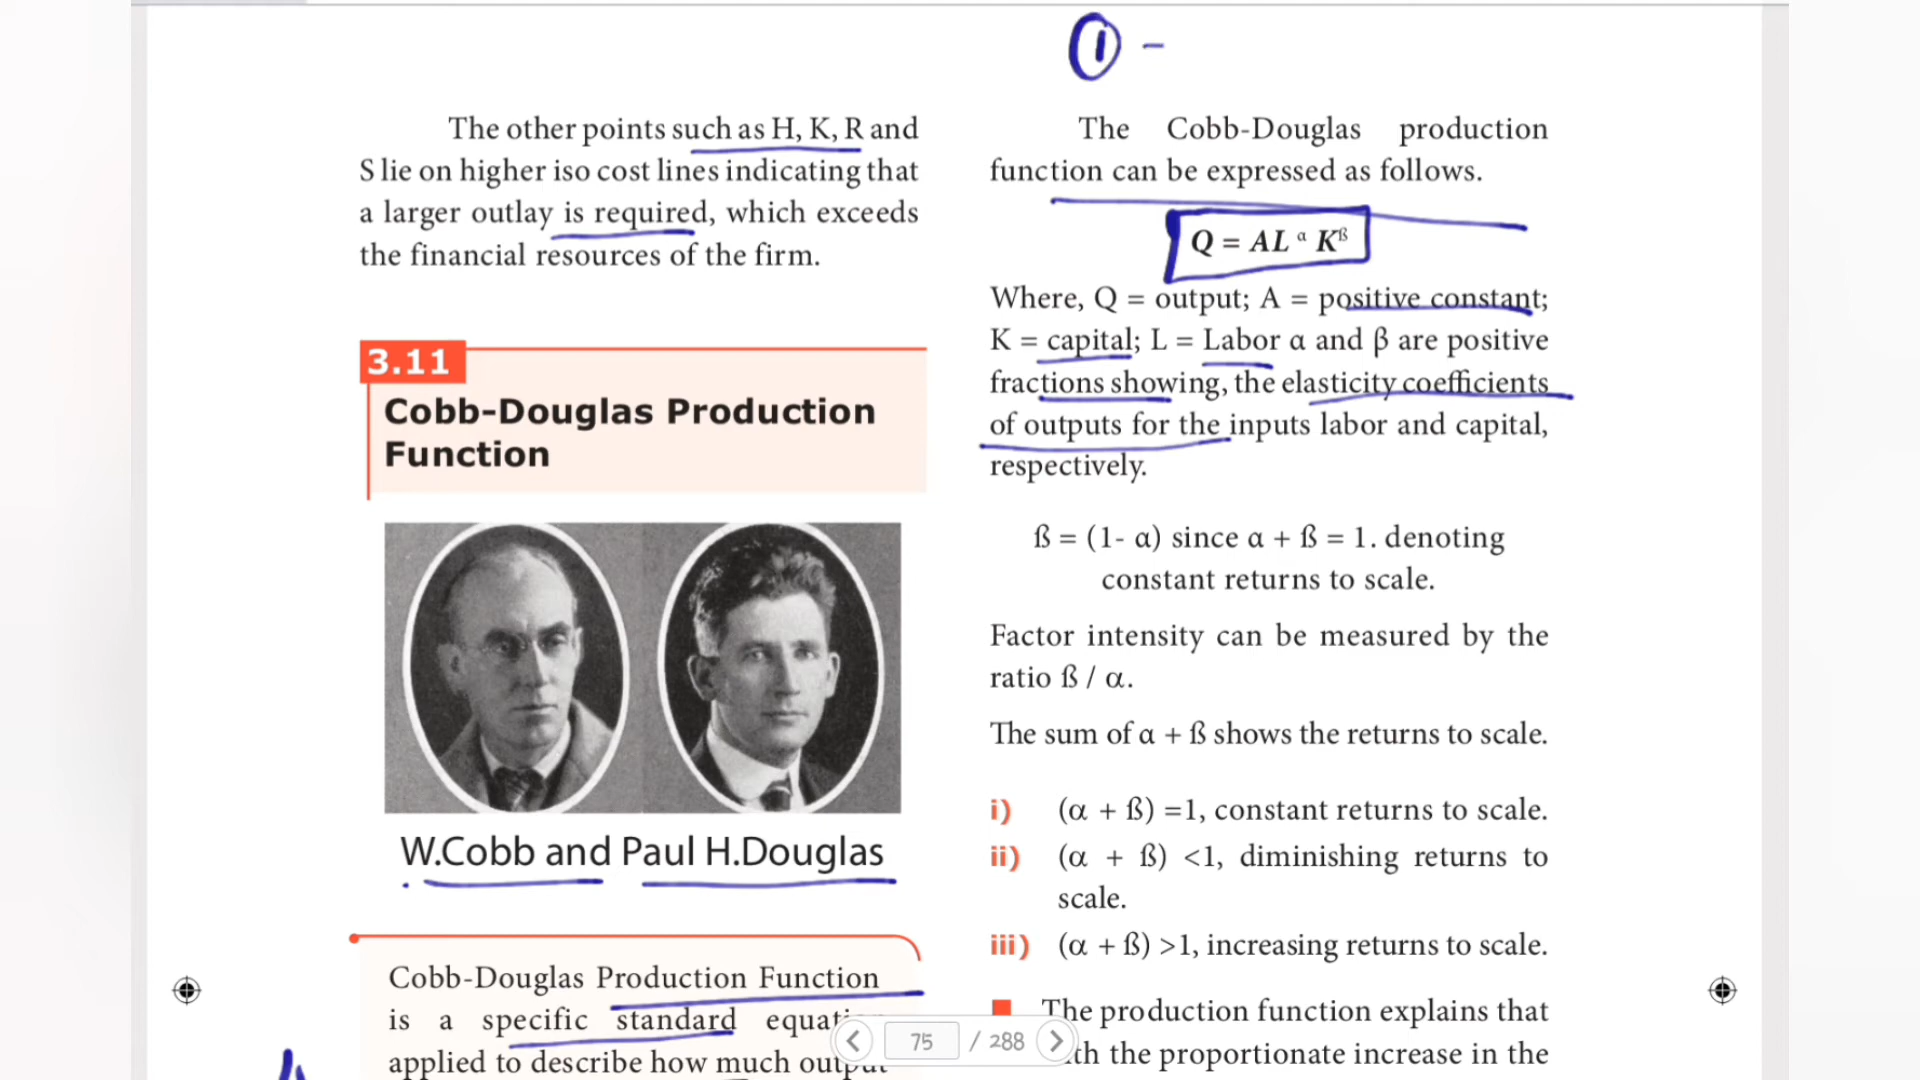 The other points such as H, K, R and
S lie on higher iso cost lines indicating that
a larger outlay is required, which exceeds
the financial resources of the firm.
3.11
Cobb-Douglas Production
Function
W.Cobb and Paul H.Douglas
Cobb-Douglas Production Function
is a specific standard
applied to describe how much output
① -
The Cobb-Douglas production
function can be expressed as follows.
Q = AL ᵅ Kᵝ
Where, Q = output; A = positive constant;
K = capital; L = Labor α and β are positive
fractions showing, the elasticity coefficients
of outputs for the inputs labor and capital,
respectively.
ß = (1- α) since α + ß = 1. denoting
constant returns to scale.
Factor intensity can be measured by the
ratio ß / α.
The sum of α + ß shows the returns to scale.
i) (α + ß) =1, constant returns to scale.
ii) (α + ß) <1, diminishing returns to
scale.
iii) (α + ß) >1, increasing returns to scale.
The production function explains that
the proportionate increase in the
75 / 288